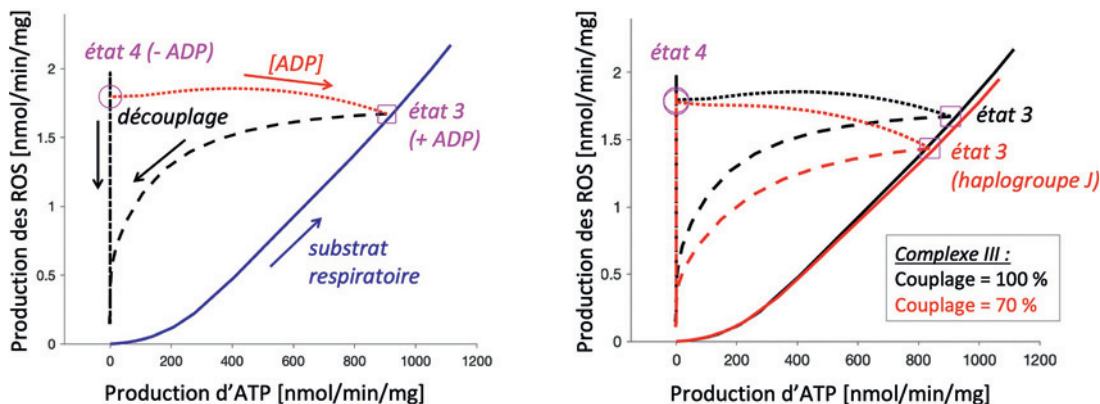 Production des ROS [nmol/min/mg]
2
1.5
1
0.5
0
état 4 (- ADP)
[ADP]
découplage
état 3
(+ ADP)
substrat
respiratoire
0 200 400 600 800 1000 1200
Production d’ATP [nmol/min/mg]
Production des ROS [nmol/min/mg]
2
1.5
1
0.5
0
état 4
état 3
état 3
(haplogroupe J)
Complexe III :
Couplage = 100 %
Couplage = 70 %
0 200 400 600 800 1000 1200
Production d’ATP [nmol/min/mg]